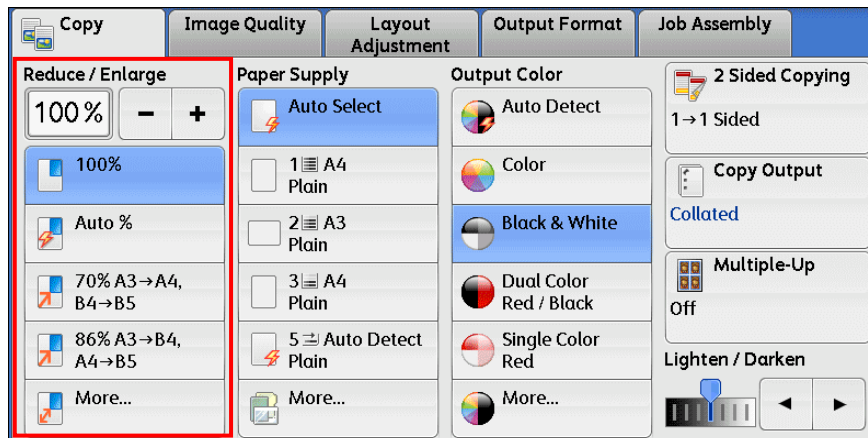 Copy
Image Quality
Layout
Adjustment
Output Format
Job Assembly
Reduce / Enlarge
100%
-
+
100%
Auto %
70% A3→A4,
B4→B5
86% A3→B4,
A4→B5
More...
Paper Supply
Auto Select
1 A4
Plain
2 A3
Plain
3 A4
Plain
5 Auto Detect
Plain
More...
Output Color
Auto Detect
Color
Black & White
Dual Color
Red / Black
Single Color
Red
More...
2 Sided Copying
1→1 Sided
Copy Output
Collated
Multiple-Up
Off
Lighten / Darken